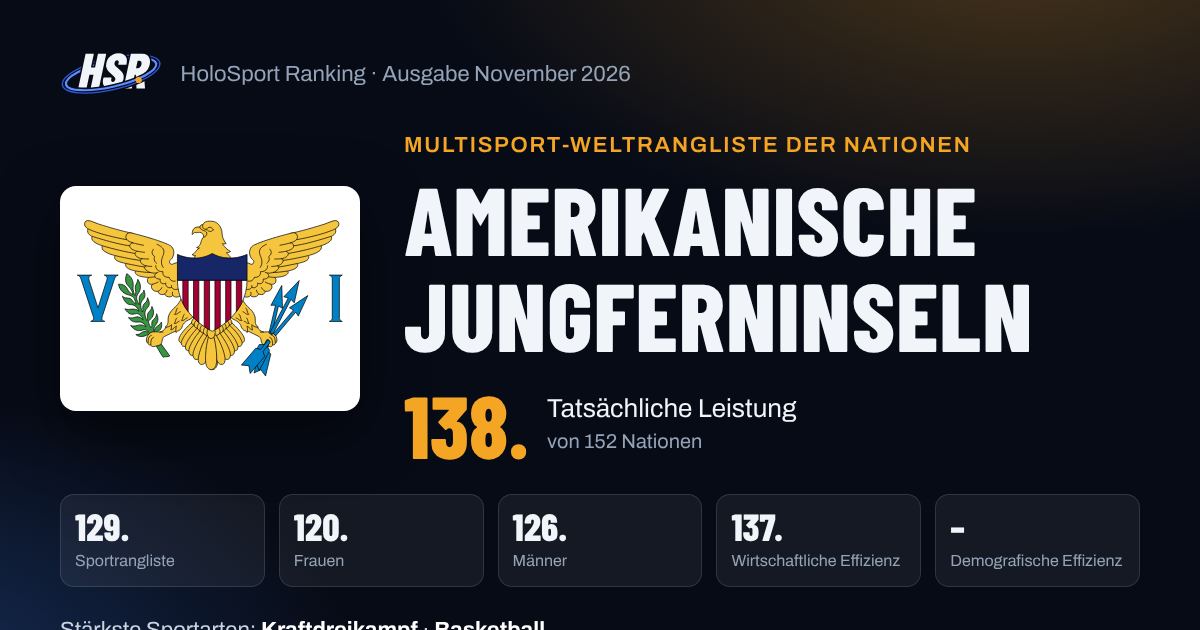 HSR
HoloSport Ranking · Ausgabe November 2026
MULTISPORT-WELTRANGLISTE DER NATIONEN
AMERIKANISCHE
JUNGFERNINSELN
V I
138.
Tatsächliche Leistung
von 152 Nationen
129.
Sportrangliste
120.
Frauen
126.
Männer
137.
Wirtschaftliche Effizienz
–
Demografische Effizienz
Stärkste Sportarten: Kraftdreikampf · Basketball